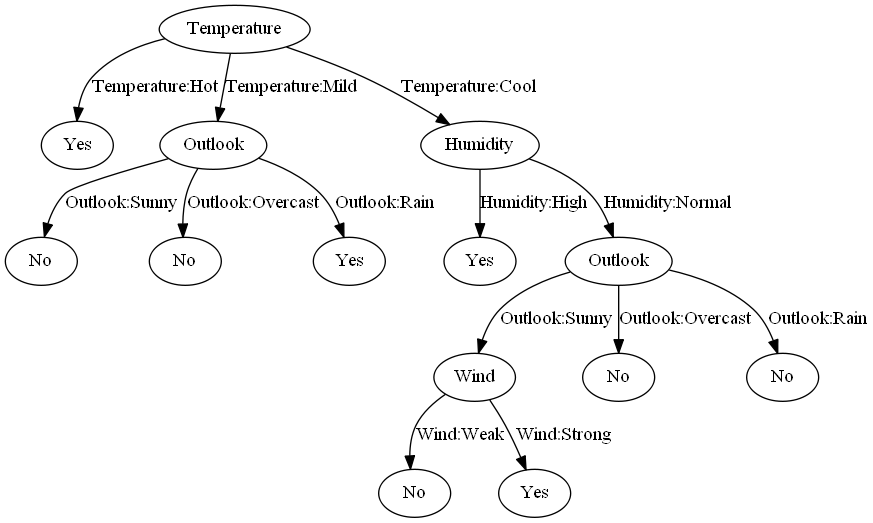 Temperature
Temperature:Hot
Temperature:Mild
Temperature:Cool
Yes
Outlook
Humidity
Outlook:Sunny
Outlook:Overcast
Outlook:Rain
Humidity:High
Humidity:Normal
No
No
Yes
Yes
Outlook
Outlook:Sunny
Outlook:Overcast
Outlook:Rain
Wind
No
No
Wind:Weak
Wind:Strong
No
Yes